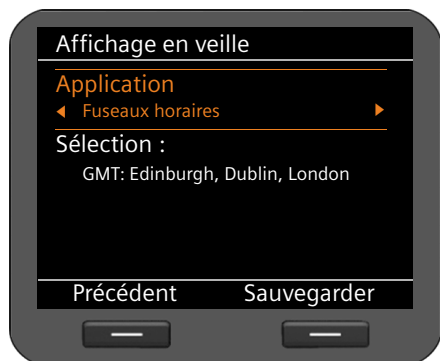 Affichage en veille
Application
Fuseaux horaires
Sélection :
GMT: Edinburgh, Dublin, London
Précédent Sauvegarder